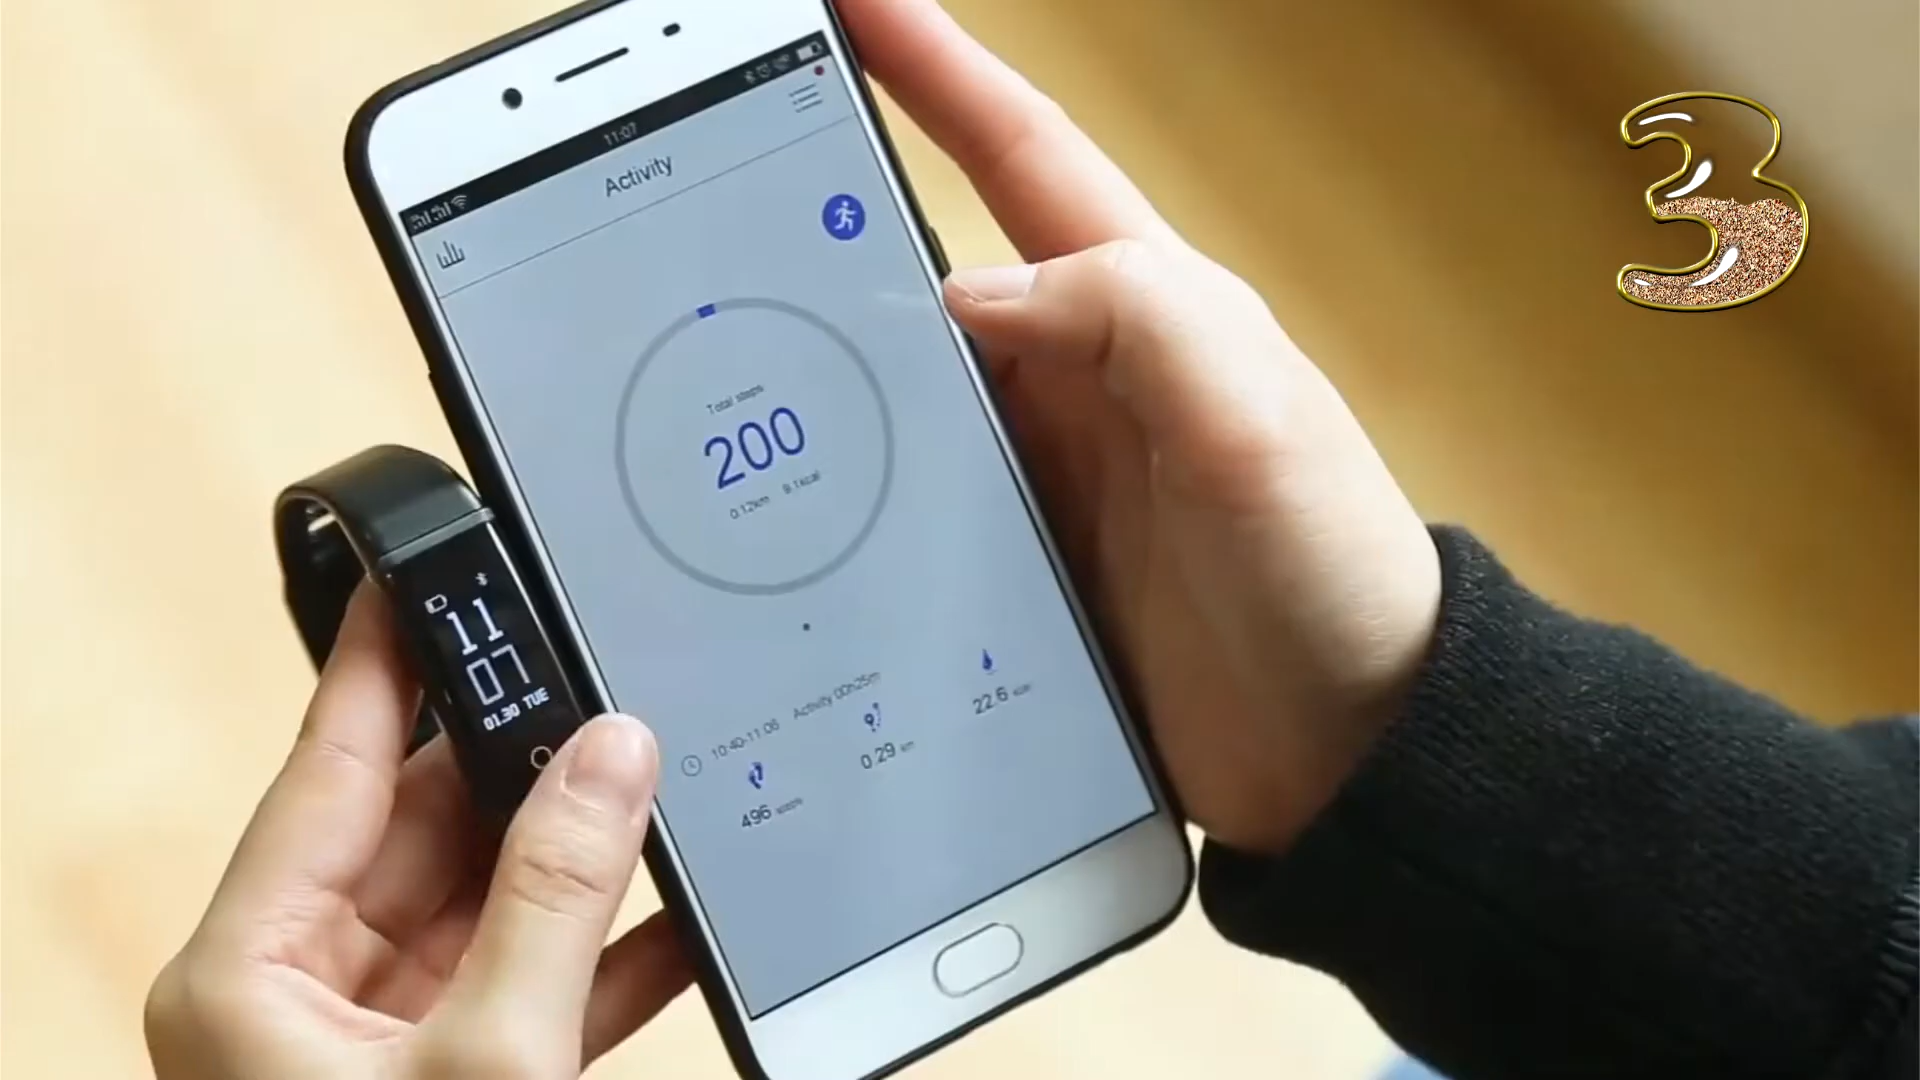 3
11:07
Activity
Total steps
200
0.12km 9.1kcal
10:40-11:06 Activity 00h25m
496 steps
0.29 km
22.6 kcal
11
07
01.30 TUE